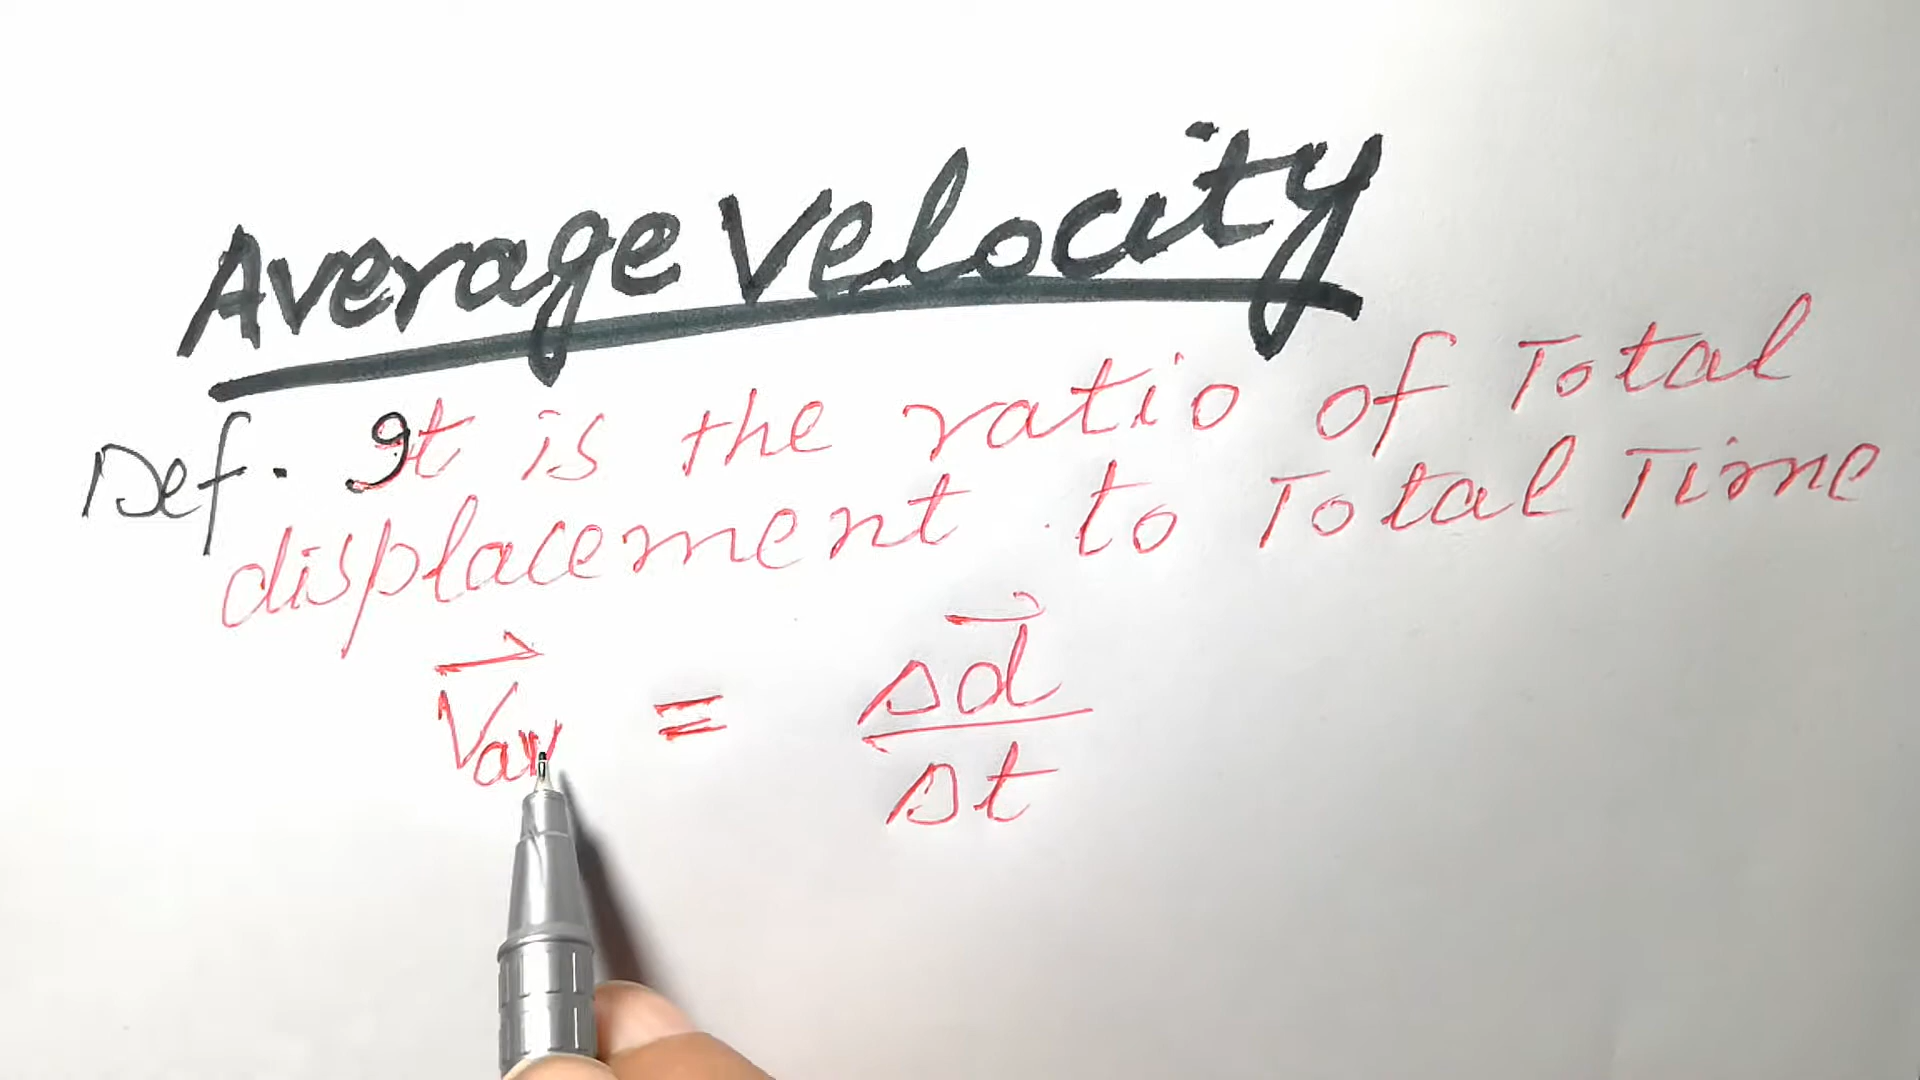 Average Velocity
Def. It is the ratio of Total
displacement to Total Time
V⃗av = Δd⃗ / Δt